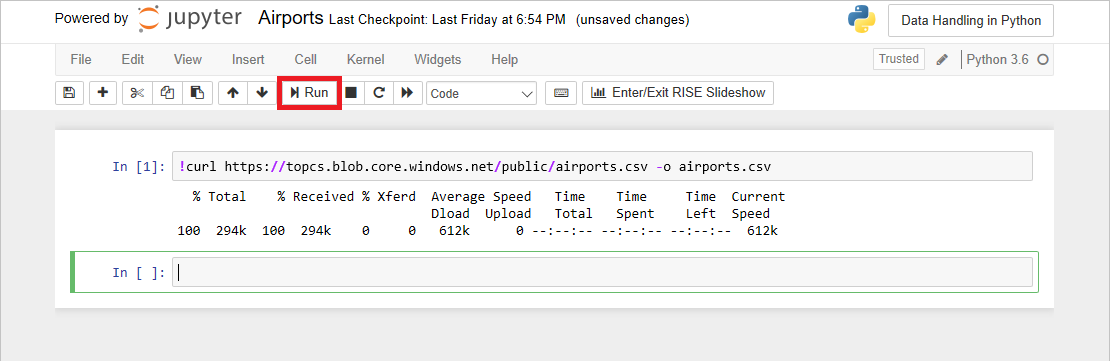 Powered by jupyter Airports Last Checkpoint: Last Friday at 6:54 PM (unsaved changes) Data Handling in Python
File Edit View Insert Cell Kernel Widgets Help Trusted Python 3.6
Run Code Enter/Exit RISE Slideshow
In [1]: !curl https://topcs.blob.core.windows.net/public/airports.csv -o airports.csv
% Total % Received % Xferd Average Speed Time Time Time Current
Dload Upload Total Spent Left Speed
100 294k 100 294k 0 0 612k 0 --:--:-- --:--:-- --:--:-- 612k
In [ ]: